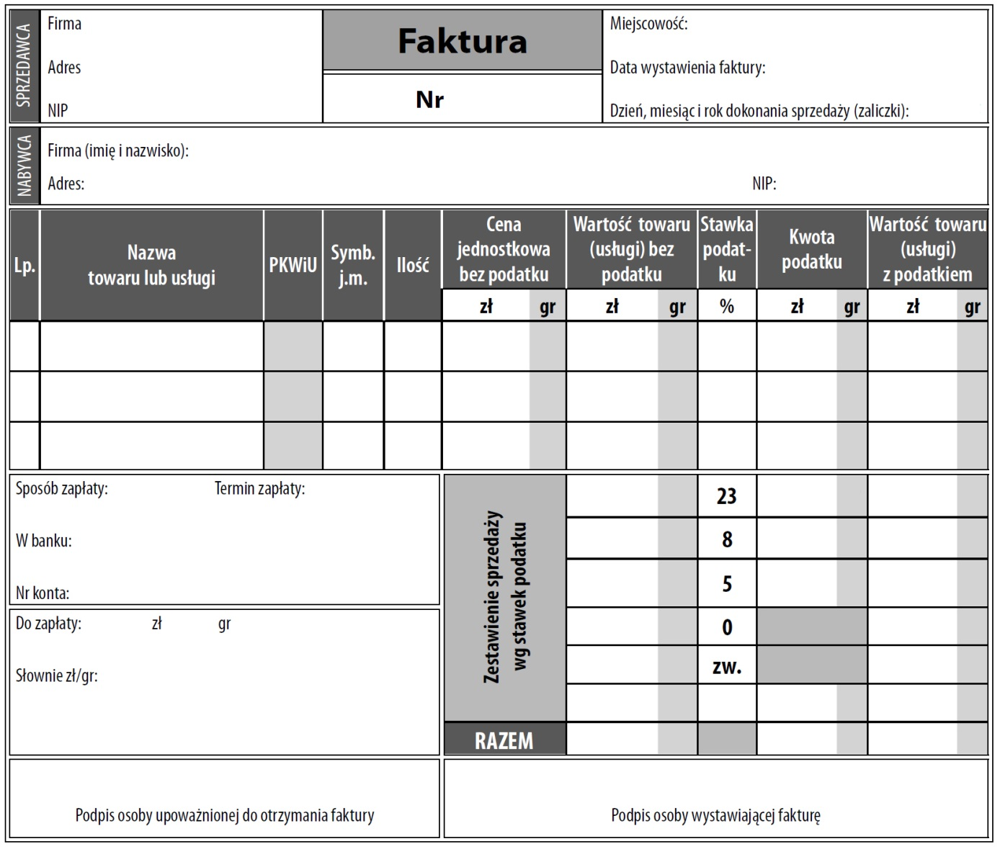 SPRZEDAWCA
Firma
Adres
NIP
Faktura
Nr
Miejscowość:
Data wystawienia faktury:
Dzień, miesiąc i rok dokonania sprzedaży (zaliczki):
NABYWCA
Firma (imię i nazwisko):
Adres:
NIP:
Lp.
Nazwa
towaru lub usługi
PKWiU
Symb.
j.m.
Ilość
Cena
jednostkowa
bez podatku
Wartość towaru
(usługi) bez
podatku
Stawka
podat-
ku
Kwota
podatku
Wartość towaru
(usługi)
z podatkiem
zł gr zł gr % zł gr zł gr
Sposób zapłaty: Termin zapłaty:
W banku:
Nr konta:
Do zapłaty: zł gr
Słownie zł/gr:
Zestawienie sprzedaży
wg stawek podatku
23
8
5
0
zw.
RAZEM
Podpis osoby upoważnionej do otrzymania faktury
Podpis osoby wystawiającej fakturę